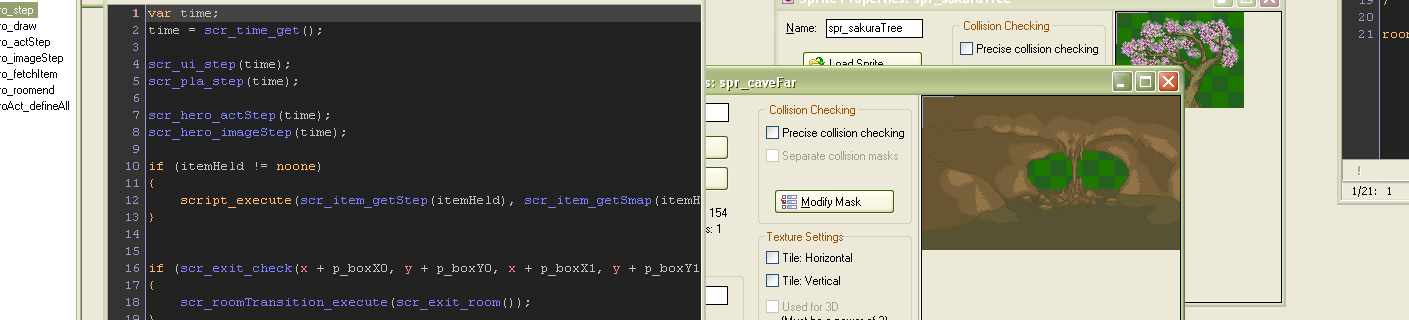 ro_step
ro_draw
ro_actStep
ro_imageStep
ro_fetchItem
ro_roomend
roAct_defineAll
1 var time;
2 time = scr_time_get();
3
4 scr_ui_step(time);
5 scr_pla_step(time);
6
7 scr_hero_actStep(time);
8 scr_hero_imageStep(time);
9
10 if (itemHeld != noone)
11 {
12 script_execute(scr_item_getStep(itemHeld), scr_item_getSmap(itemH
13 }
14
15
16 if (scr_exit_check(x + p_boxX0, y + p_boxY0, x + p_boxX1, y + p_boxY1
17 {
18 scr_roomTransition_execute(scr_exit_room());
19 }
Sprite Properties: spr_sakuraTree
Name: spr_sakuraTree
Load Sprite
Collision Checking
Precise collision checking
s: spr_caveFar
Collision Checking
Precise collision checking
Separate collision masks
Modify Mask
154
s: 1
Texture Settings
Tile: Horizontal
Tile: Vertical
Used for 3D
(Must be a power of 2)
19 }
20
21 room
1/21: 1